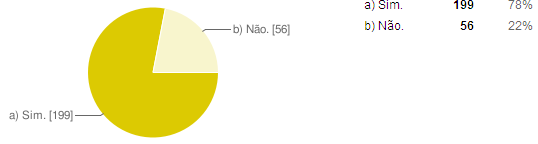 a) Sim. 199 78%
b) Não. 56 22%
b) Não. [56]
a) Sim. [199]